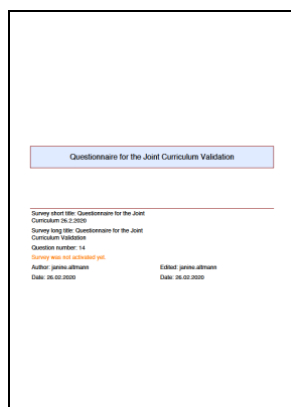 Questionnaire for the Joint Curriculum Validation
Survey short title: Questionnaire for the Joint
Curriculum 26.2.2020
Survey long title: Questionnaire for the Joint
Curriculum Validation
Question number: 14
Survey was not activated yet
Author: janine.altmann Edited: janine.altmann
Date: 26.02.2020 Date: 26.02.2020